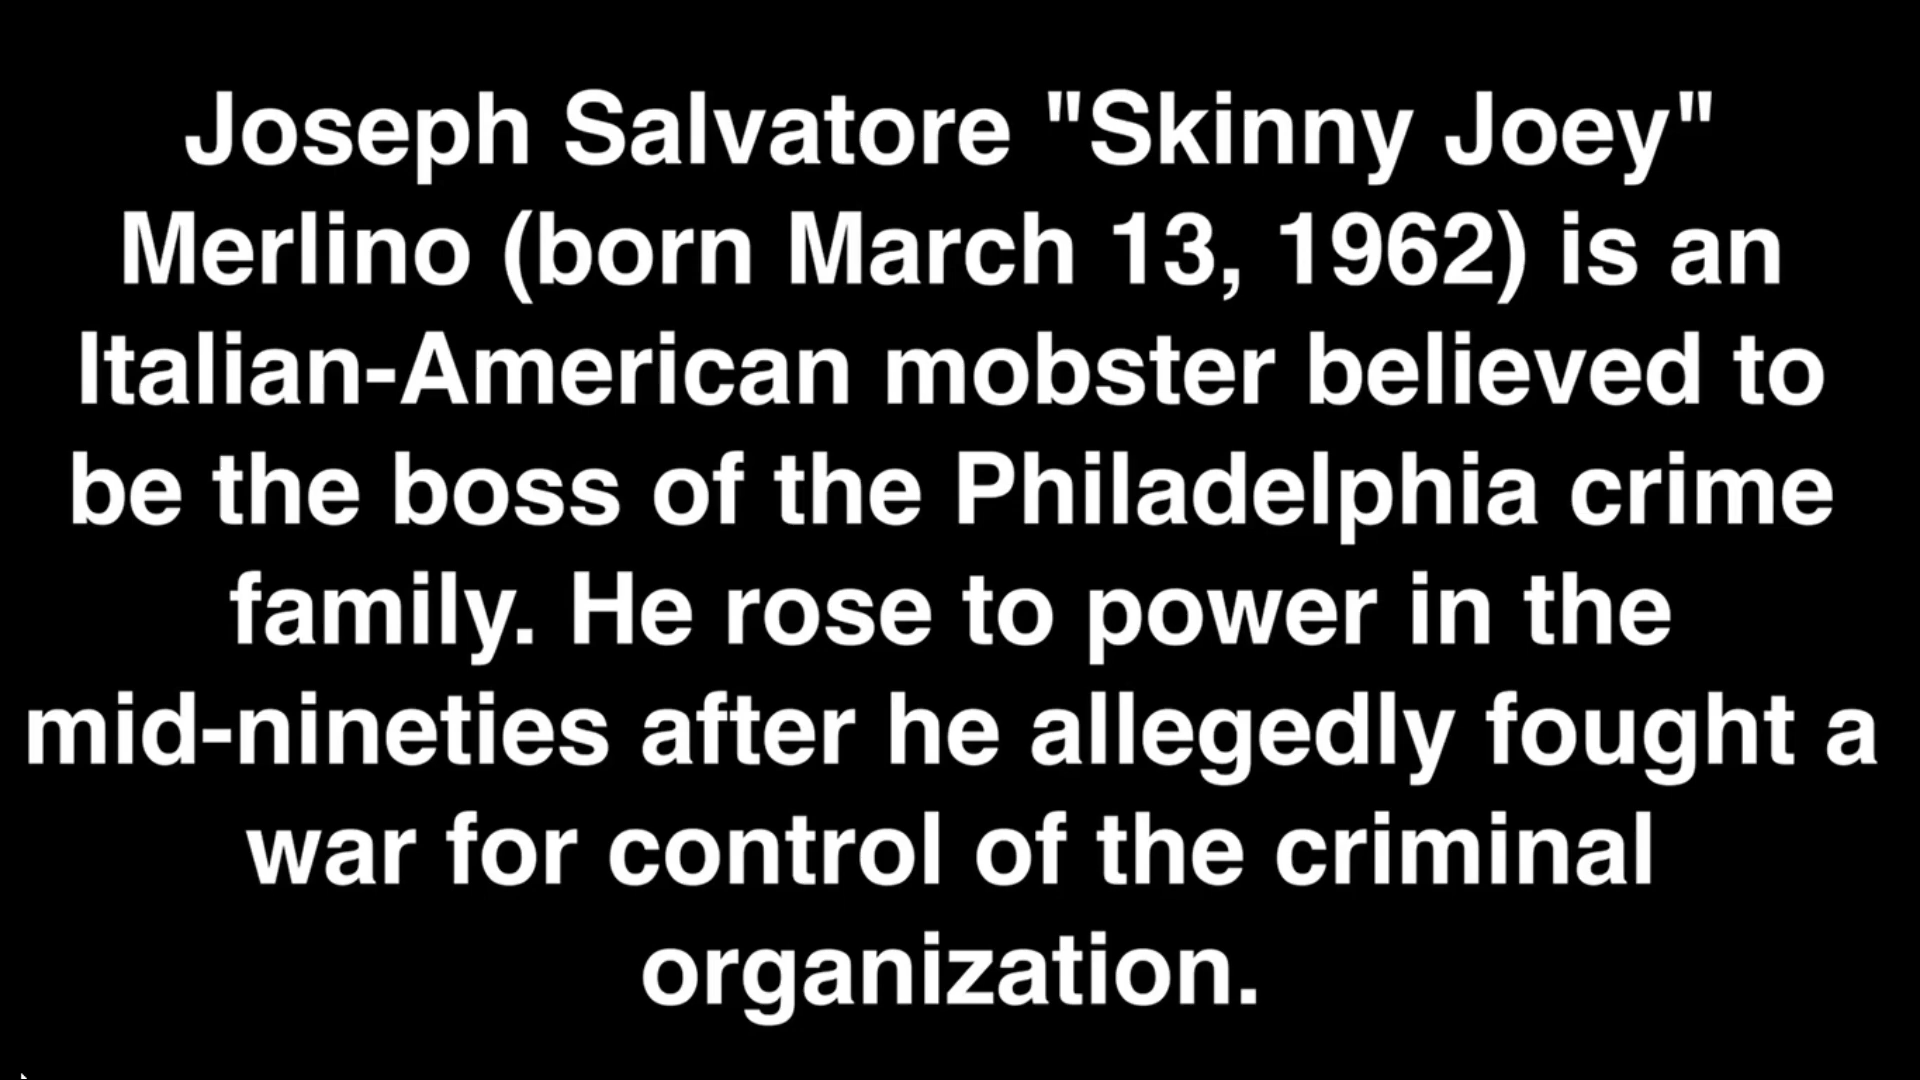 Joseph Salvatore "Skinny Joey"
Merlino (born March 13, 1962) is an
Italian-American mobster believed to
be the boss of the Philadelphia crime
family. He rose to power in the
mid-nineties after he allegedly fought a
war for control of the criminal
organization.